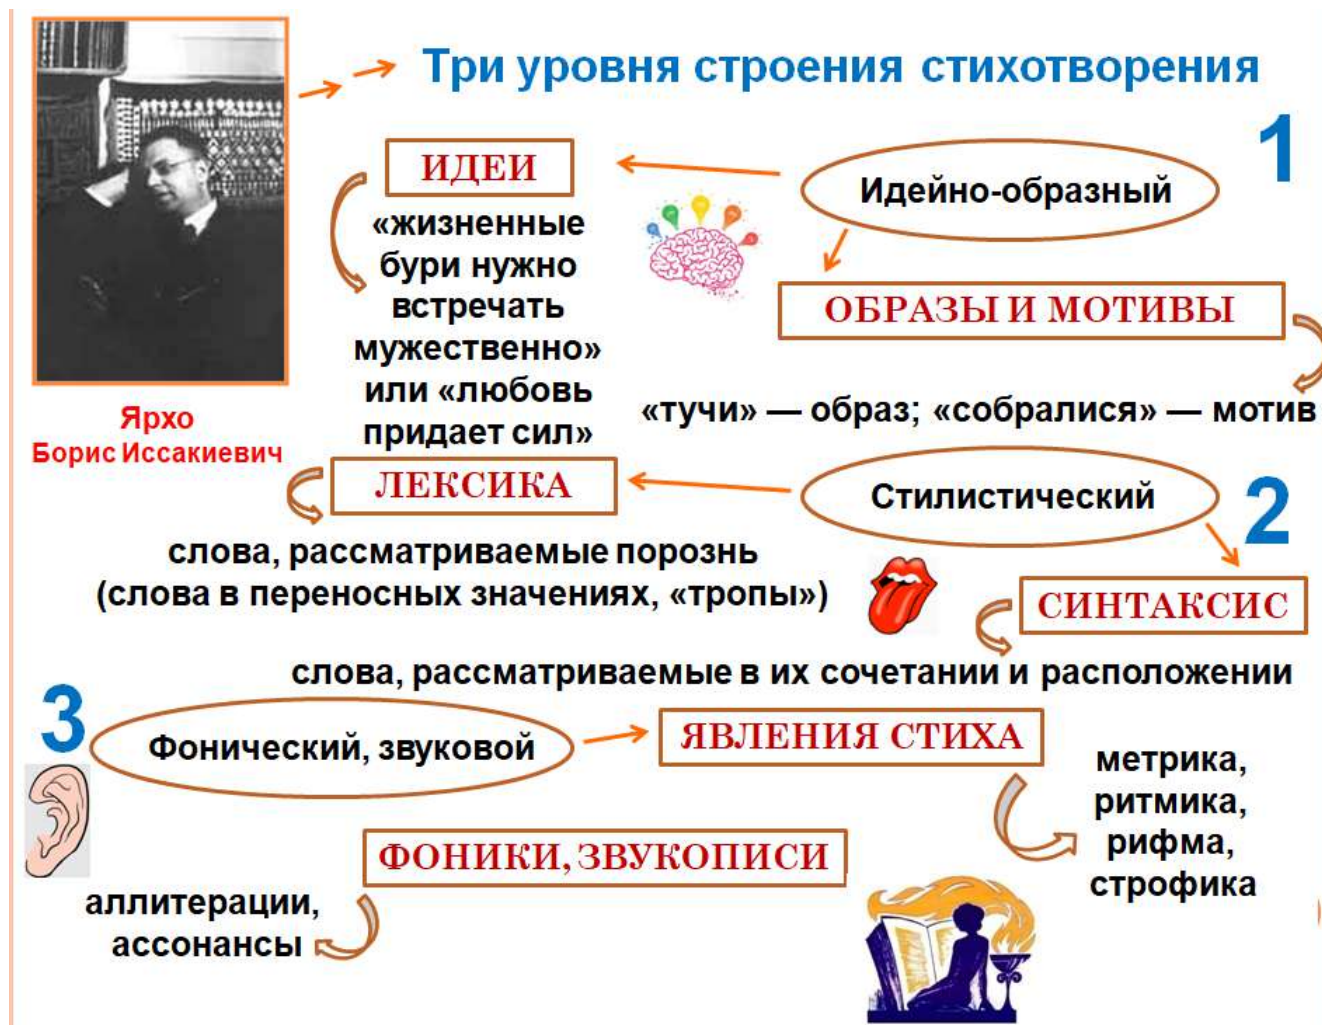 Три уровня строения стихотворения
Ярхо
Борис Иссакиевич
1
Идейно-образный
ИДЕИ
«жизненные
бури нужно
встречать
мужественно»
или «любовь
придает сил»
ОБРАЗЫ И МОТИВЫ
«тучи» — образ; «собралися» — мотив
2
Стилистический
ЛЕКСИКА
слова, рассматриваемые порознь
(слова в переносных значениях, «тропы»)
СИНТАКСИС
слова, рассматриваемые в их сочетании и расположении
3
Фонический, звуковой
ЯВЛЕНИЯ СТИХА
метрика,
ритмика,
рифма,
строфика
ФОНИКИ, ЗВУКОПИСИ
аллитерации,
ассонансы